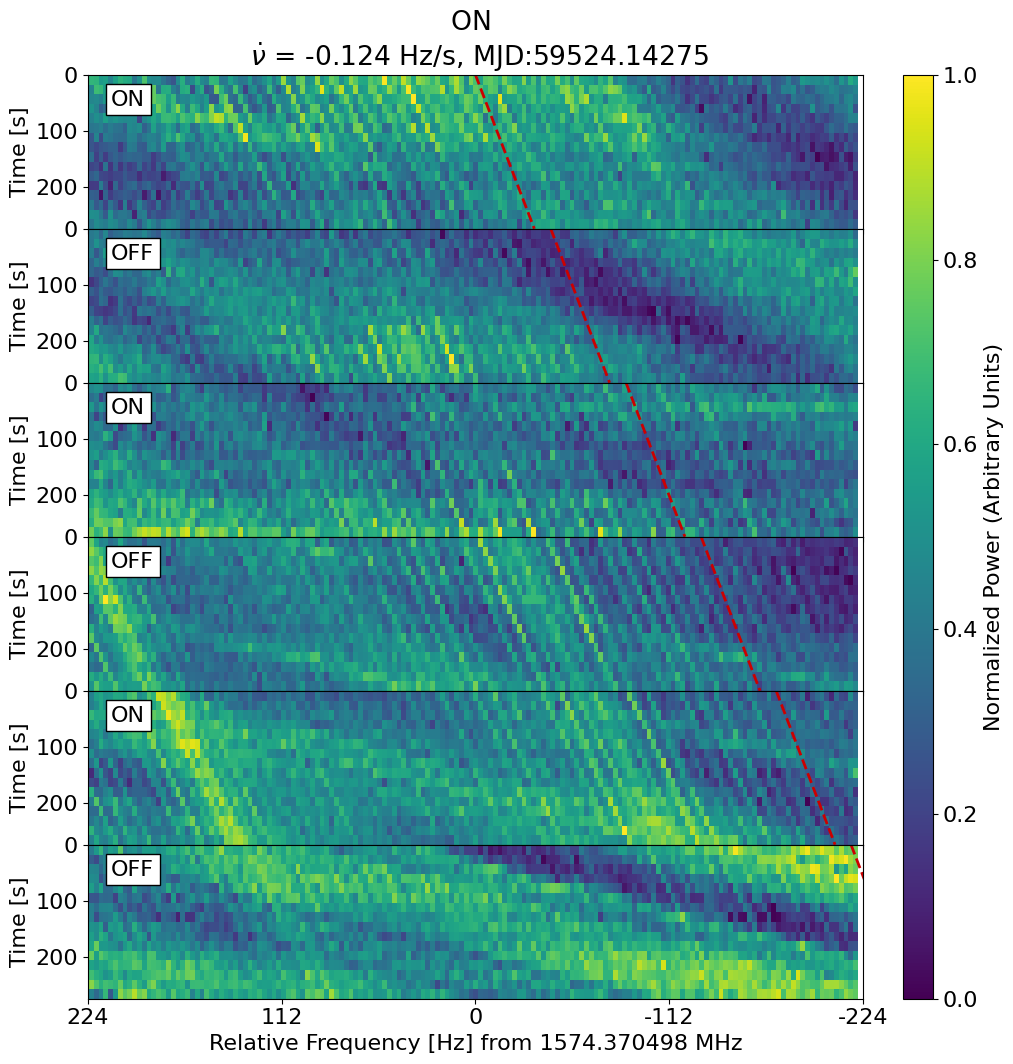 ON
ν̇ = -0.124 Hz/s, MJD:59524.14275
0
100
200
Time [s]
ON
0
100
200
Time [s]
OFF
0
100
200
Time [s]
ON
0
100
200
Time [s]
OFF
0
100
200
Time [s]
ON
0
100
200
Time [s]
OFF
224
112
0
-112
-224
Relative Frequency [Hz] from 1574.370498 MHz
1.0
0.8
0.6
0.4
0.2
0.0
Normalized Power (Arbitrary Units)